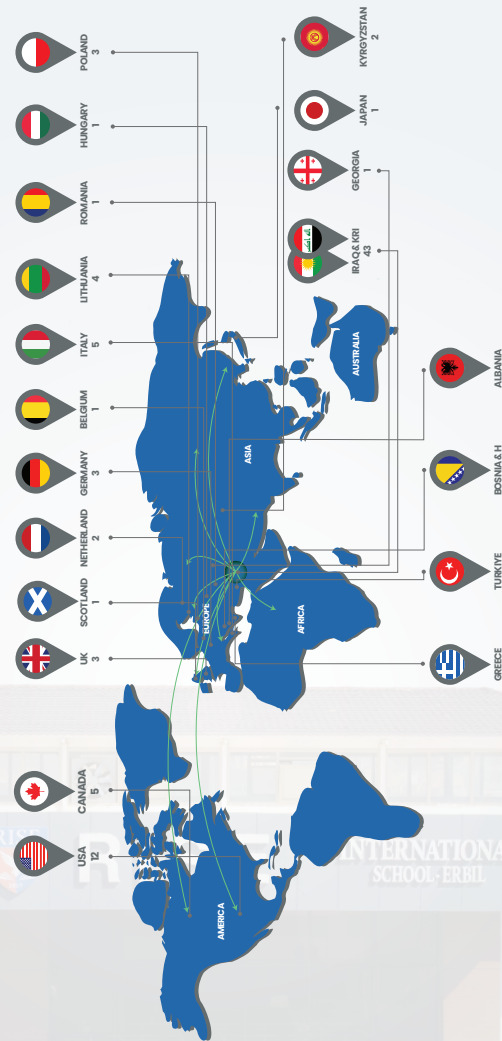 USA
12
CANADA
5
UK
3
SCOTLAND
1
NETHERLAND
2
GERMANY
3
BELGIUM
1
ITALY
5
LITHUANIA
4
ROMANIA
1
HUNGARY
1
POLAND
3
AMERICA
EUROPE
ASIA
AFRICA
AUSTRALIA
IRAQ & KRI
43
GEORGIA
1
JAPAN
1
KYRGYZSTAN
2
GREECE
TURKIYE
BOSNIA & H
ALBANIA
INTERNATIONAL
SCHOOL · ERBIL